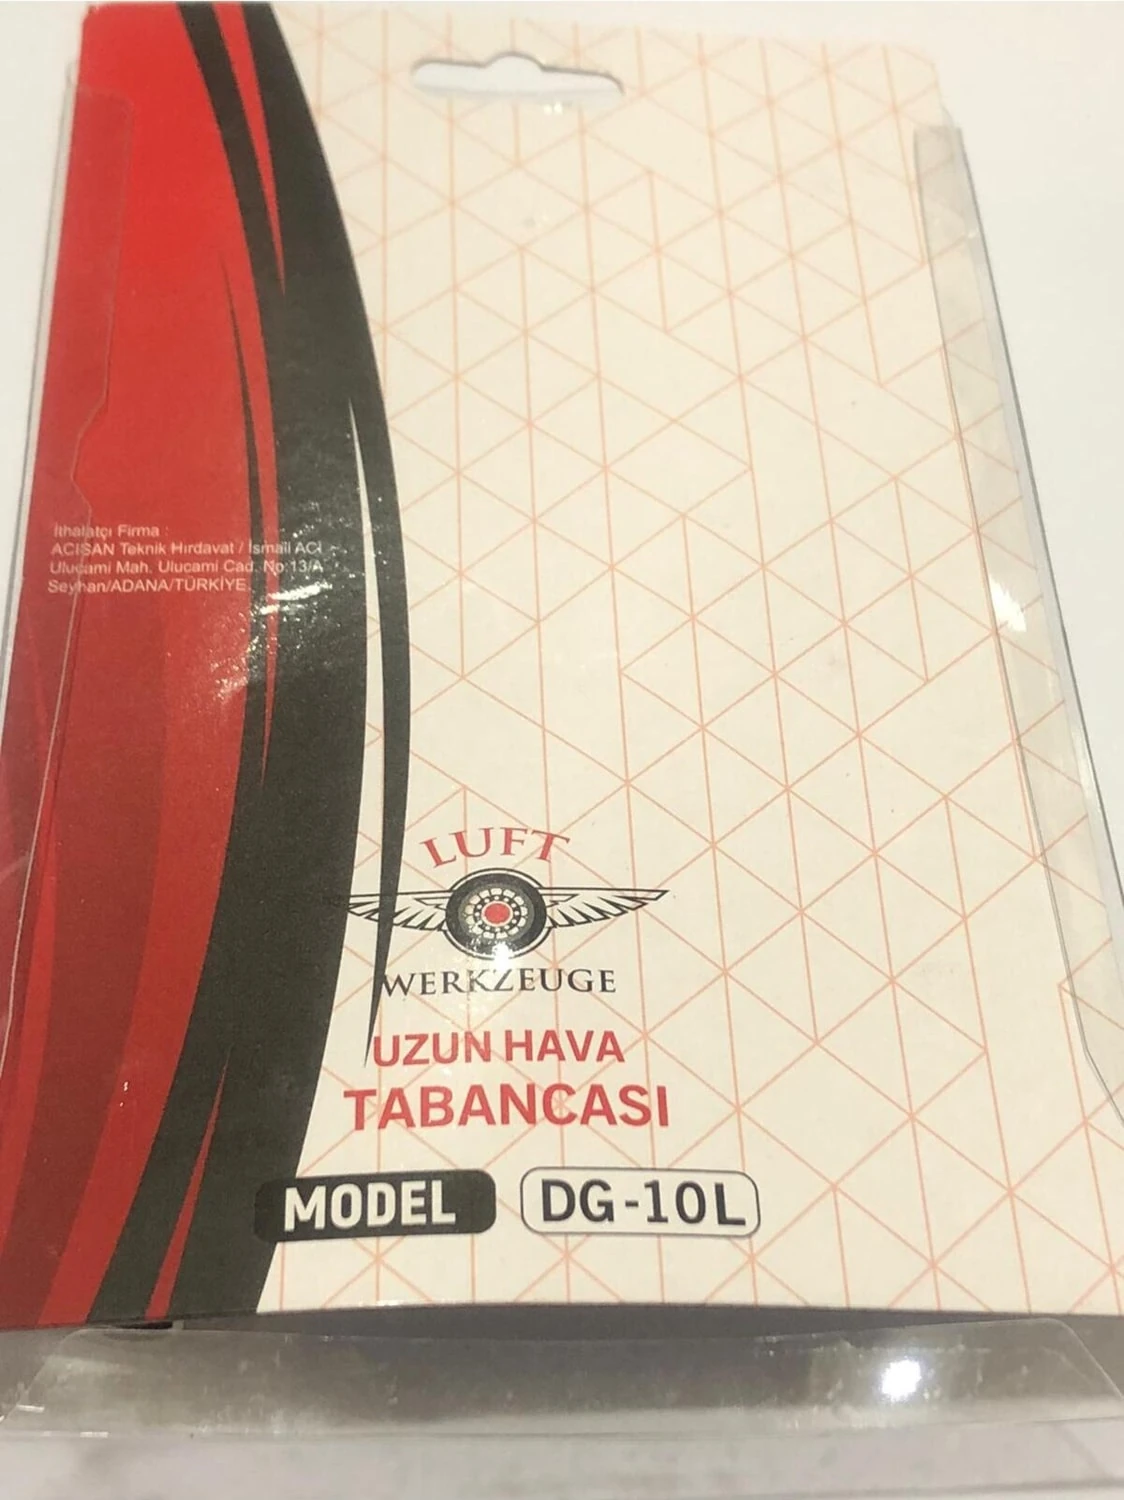 İthalatçı Firma :
ACISAN Teknik Hırdavat / İsmail ACI
Ulucami Mah. Ulucami Cad. No:13/A
Seyhan/ADANA/TÜRKİYE.
LUFT
WERKZEUGE
UZUN HAVA
TABANCASI
MODEL DG-10L